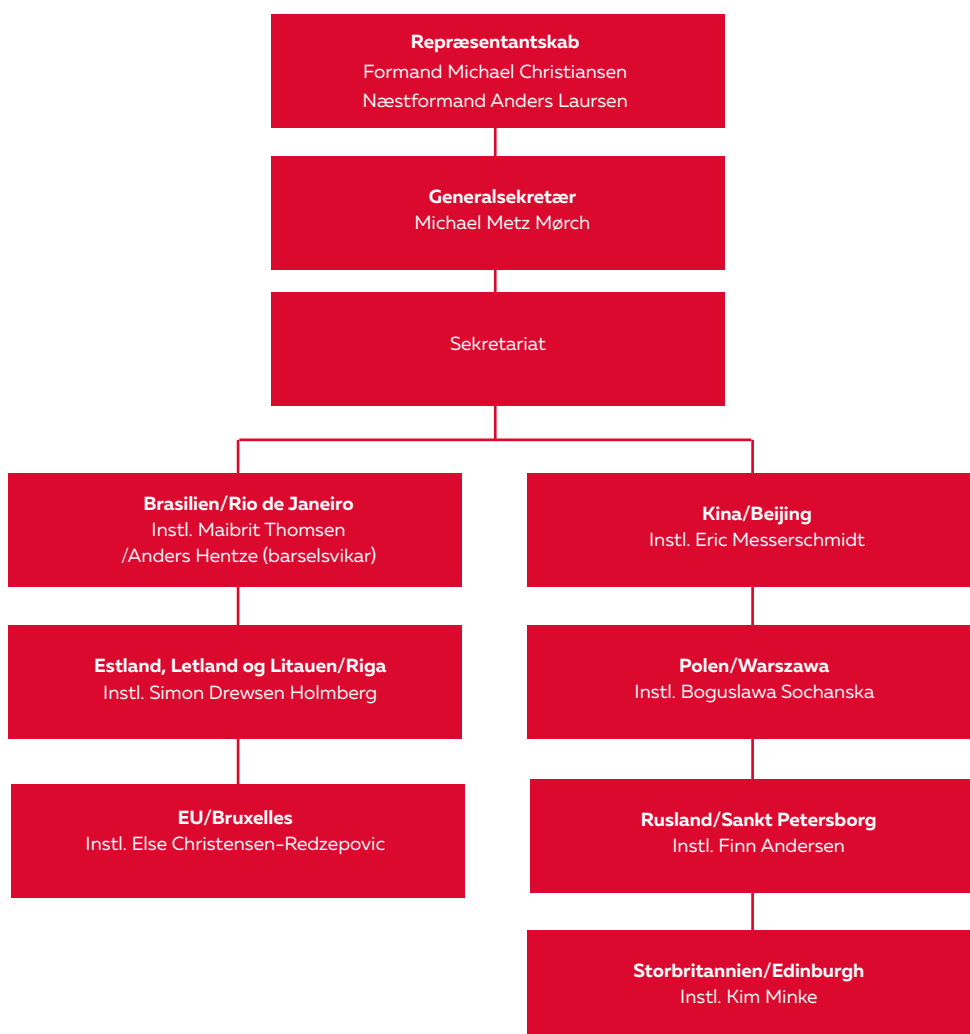 Repræsentantskab
Formand Michael Christiansen
Næstformand Anders Laursen
Generalsekretær
Michael Metz Mørch
Sekretariat
Brasilien/Rio de Janeiro
Instl. Maibrit Thomsen
/Anders Hentze (barselsvikar)
Estland, Letland og Litauen/Riga
Instl. Simon Drewsen Holmberg
EU/Bruxelles
Instl. Else Christensen-Redzepovic
Kina/Beijing
Instl. Eric Messerschmidt
Polen/Warszawa
Instl. Boguslawa Sochanska
Rusland/Sankt Petersborg
Instl. Finn Andersen
Storbritannien/Edinburgh
Instl. Kim Minke